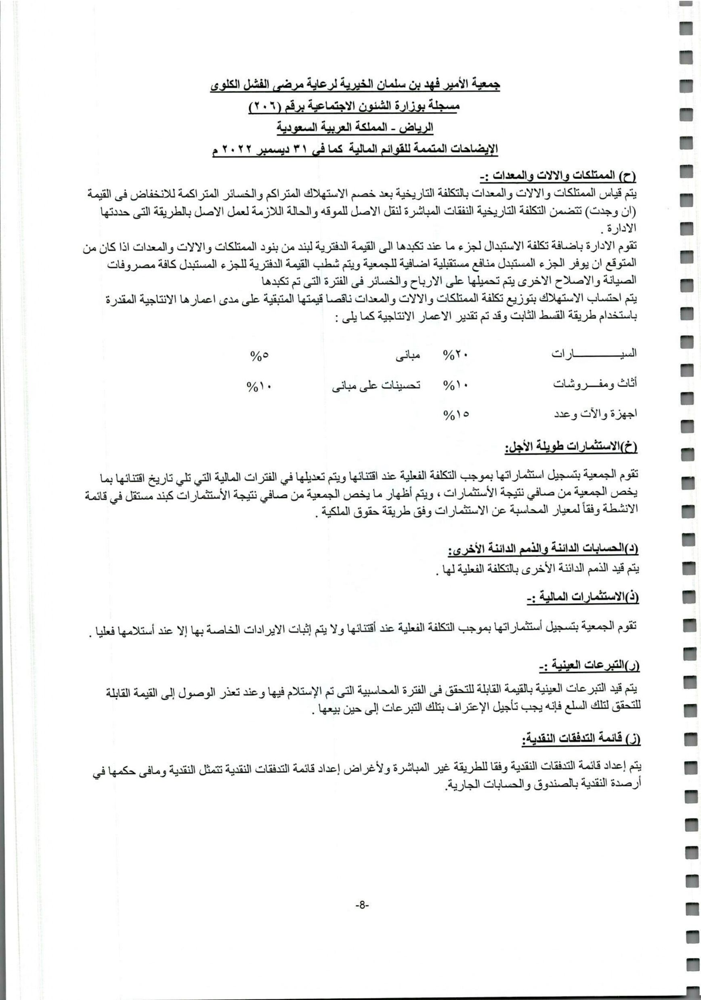 جمعية الأمير فهد بن سلمان الخيرية لرعاية مرضى الفشل الكلوى
مسجلة بوزارة الشئون الاجتماعية برقم (٢٠٦)
الرياض - المملكة العربية السعودية
الإيضاحات المتممة للقوائم المالية كما في ٣١ ديسمبر ٢٠٢٢ م
(ح) الممتلكات والالات والمعدات :-
يتم قياس الممتلكات والالات والمعدات بالتكلفة التاريخية بعد خصم الاستهلاك المتراكم والخسائر المتراكمة للانخفاض فى القيمة
(ان وجدت) تتضمن التكلفة التاريخية النفقات المباشرة لنقل الاصل للموقه والحالة اللازمة لعمل الاصل بالطريقة التى حددتها
الادارة .
تقوم الادارة باضافة تكلفة الاستبدال لجزء ما عند تكبدها الى القيمة الدفترية لبند من بنود الممتلكات والالات والمعدات اذا كان من
المتوقع ان يوفر الجزء المستبدل منافع مستقبلية اضافية للجمعية ويتم شطب القيمة الدفترية للجزء المستبدل كافة مصروفات
الصيانة والاصلاح الاخرى يتم تحميلها على الارباح والخسائر فى الفترة التى تم تكبدها
يتم احتساب الاستهلاك بتوزيع تكلفة الممتلكات والالات والمعدات ناقصا قيمتها المتبقية على مدى اعمارها الانتاجية المقدرة
باستخدام طريقة القسط الثابت وقد تم تقدير الاعمار الانتاجية كما يلى :
السيـــــــــارات ٢٠% مبانى ٥%
أثاث ومفـــروشات ١٠% تحسينات على مبانى ١٠%
اجهزة والآت وعدد ١٥%
(خ)الاستثمارات طويلة الأجل:
تقوم الجمعية بتسجيل استثماراتها بموجب التكلفة الفعلية عند اقتنائها ويتم تعديلها في الفترات المالية التي تلي تاريخ اقتنائها بما
يخص الجمعية من صافي نتيجة الأستثمارات ، ويتم أظهار ما يخص الجمعية من صافي نتيجة الأستثمارات كبند مستقل في قائمة
الانشطة وفقاً لمعيار المحاسبة عن الاستثمارات وفق طريقة حقوق الملكية .
(د)الحسابات الدائنة والذمم الدائنة الأخرى:
يتم قيد الذمم الدائنة الأخرى بالتكلفة الفعلية لها .
(ذ)الاستثمارات المالية :-
تقوم الجمعية بتسجيل أستثماراتها بموجب التكلفة الفعلية عند أقتنائها ولا يتم إثبات الايرادات الخاصة بها إلا عند أستلامها فعليا .
(ر)التبرعات العينية :-
يتم قيد التبرعات العينية بالقيمة القابلة للتحقق فى الفترة المحاسبية التى تم الإستلام فيها وعند تعذر الوصول إلى القيمة القابلة
للتحقق لتلك السلع فإنه يجب تأجيل الإعتراف بتلك التبرعات إلى حين بيعها .
(ز) قائمة التدفقات النقدية:
يتم إعداد قائمة التدفقات النقدية وفقا للطريقة غير المباشرة ولأغراض إعداد قائمة التدفقات النقدية تتمثل النقدية ومافى حكمها في
أرصدة النقدية بالصندوق والحسابات الجارية.
-8-